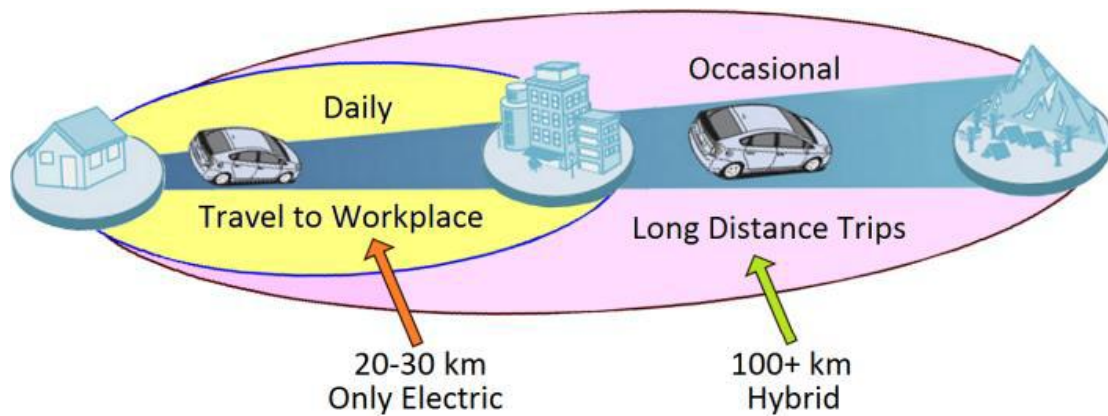 Daily
Occasional
Travel to Workplace
Long Distance Trips
20-30 km
Only Electric
100+ km
Hybrid